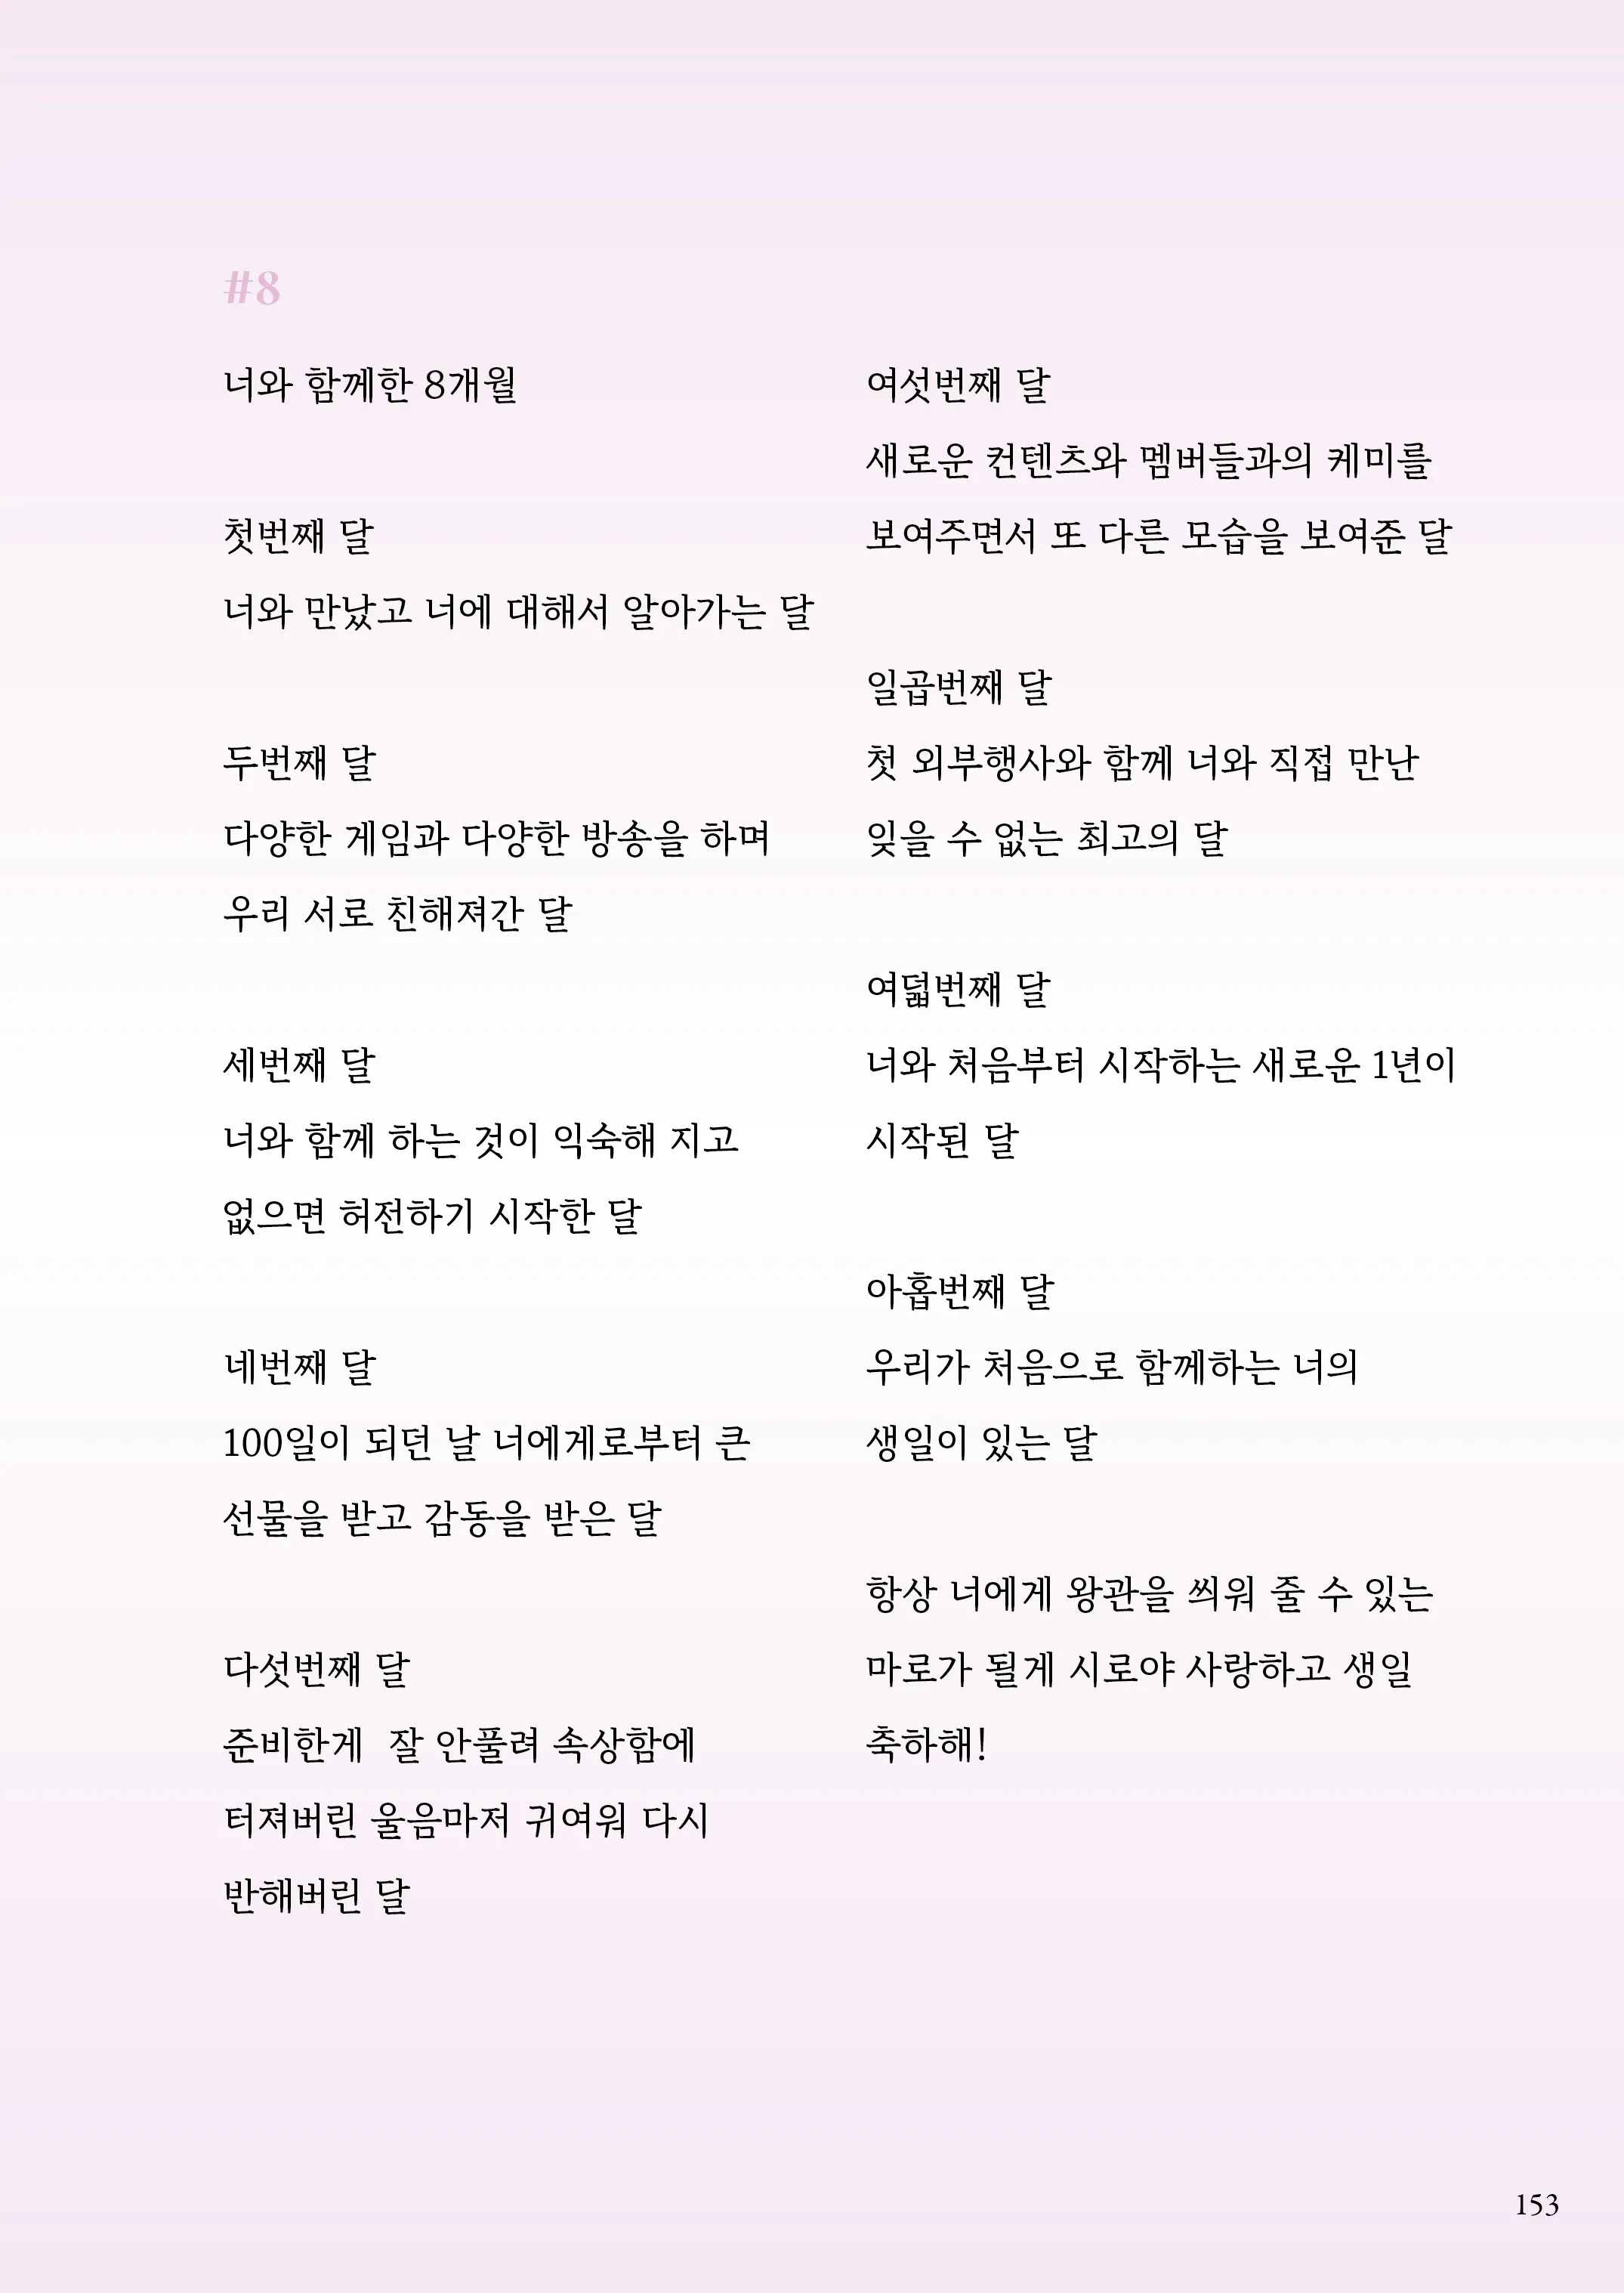 #8
너와 함께한 8개월
첫번째 달
너와 만났고 너에 대해서 알아가는 달
두번째 달
다양한 게임과 다양한 방송을 하며
우리 서로 친해져간 달
세번째 달
너와 함께 하는 것이 익숙해 지고
없으면 허전하기 시작한 달
네번째 달
100일이 되던 날 너에게로부터 큰
선물을 받고 감동을 받은 달
다섯번째 달
준비한게 잘 안풀려 속상함에
터져버린 울음마저 귀여워 다시
반해버린 달
여섯번째 달
새로운 컨텐츠와 멤버들과의 케미를
보여주면서 또 다른 모습을 보여준 달
일곱번째 달
첫 외부행사와 함께 너와 직접 만난
잊을 수 없는 최고의 달
여덟번째 달
너와 처음부터 시작하는 새로운 1년이
시작된 달
아홉번째 달
우리가 처음으로 함께하는 너의
생일이 있는 달
항상 너에게 왕관을 씌워 줄 수 있는
마로가 될게 시로야 사랑하고 생일
축하해!
153